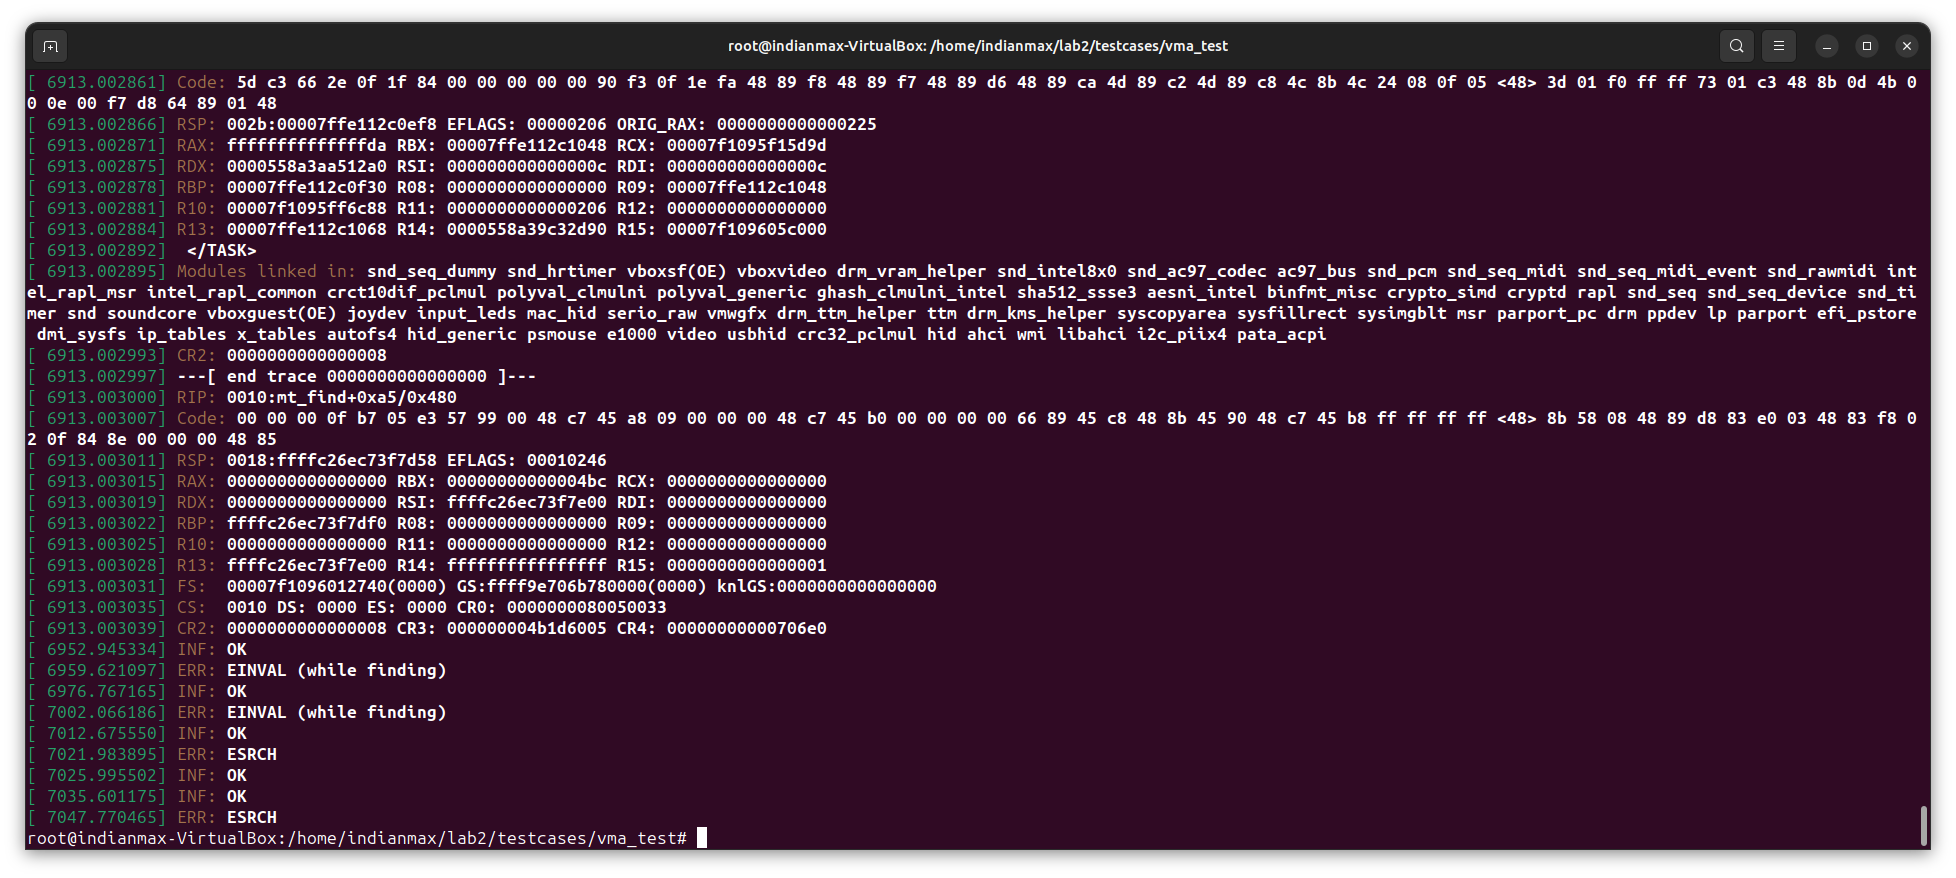 root@indianmax-VirtualBox: /home/indianmax/lab2/testcases/vma_test
[ 6913.002861] Code: 5d c3 66 2e 0f 1f 84 00 00 00 00 00 90 f3 0f 1e fa 48 89 f8 48 89 f7 48 89 d6 48 89 ca 4d 89 c2 4d 89 c8 4c 8b 4c 24 08 0f 05 <48> 3d 01 f0 ff ff 73 01 c3 48 8b 0d 4b 0
0 0e 00 f7 d8 64 89 01 48
[ 6913.002866] RSP: 002b:00007ffe112c0ef8 EFLAGS: 00000206 ORIG_RAX: 0000000000000225
[ 6913.002871] RAX: ffffffffffffffda RBX: 00007ffe112c1048 RCX: 00007f1095f15d9d
[ 6913.002875] RDX: 0000558a3aa512a0 RSI: 000000000000000c RDI: 000000000000000c
[ 6913.002878] RBP: 00007ffe112c0f30 R08: 0000000000000000 R09: 00007ffe112c1048
[ 6913.002881] R10: 00007f1095ff6c88 R11: 0000000000000206 R12: 0000000000000000
[ 6913.002884] R13: 00007ffe112c1068 R14: 0000558a39c32d90 R15: 00007f109605c000
[ 6913.002892]  </TASK>
[ 6913.002895] Modules linked in: snd_seq_dummy snd_hrtimer vboxsf(OE) vboxvideo drm_vram_helper snd_intel8x0 snd_ac97_codec ac97_bus snd_pcm snd_seq_midi snd_seq_midi_event snd_rawmidi int
el_rapl_msr intel_rapl_common crct10dif_pclmul polyval_clmulni polyval_generic ghash_clmulni_intel sha512_ssse3 aesni_intel binfmt_misc crypto_simd cryptd rapl snd_seq snd_seq_device snd_ti
mer snd soundcore vboxguest(OE) joydev input_leds mac_hid serio_raw vmwgfx drm_ttm_helper ttm drm_kms_helper syscopyarea sysfillrect sysimgblt msr parport_pc drm ppdev lp parport efi_pstore
 dmi_sysfs ip_tables x_tables autofs4 hid_generic psmouse e1000 video usbhid crc32_pclmul hid ahci wmi libahci i2c_piix4 pata_acpi
[ 6913.002993] CR2: 0000000000000008
[ 6913.002997] ---[ end trace 0000000000000000 ]---
[ 6913.003000] RIP: 0010:mt_find+0xa5/0x480
[ 6913.003007] Code: 00 00 00 0f b7 05 e3 57 99 00 48 c7 45 a8 09 00 00 00 48 c7 45 b0 00 00 00 00 66 89 45 c8 48 8b 45 90 48 c7 45 b8 ff ff ff ff <48> 8b 58 08 48 89 d8 83 e0 03 48 83 f8 0
2 0f 84 8e 00 00 00 48 85
[ 6913.003011] RSP: 0018:ffffc26ec73f7d58 EFLAGS: 00010246
[ 6913.003015] RAX: 0000000000000000 RBX: 00000000000004bc RCX: 0000000000000000
[ 6913.003019] RDX: 0000000000000000 RSI: ffffc26ec73f7e00 RDI: 0000000000000000
[ 6913.003022] RBP: ffffc26ec73f7df0 R08: 0000000000000000 R09: 0000000000000000
[ 6913.003025] R10: 0000000000000000 R11: 0000000000000000 R12: 0000000000000000
[ 6913.003028] R13: ffffc26ec73f7e00 R14: ffffffffffffffff R15: 0000000000000001
[ 6913.003031] FS:  00007f1096012740(0000) GS:ffff9e706b780000(0000) knlGS:0000000000000000
[ 6913.003035] CS:  0010 DS: 0000 ES: 0000 CR0: 0000000080050033
[ 6913.003039] CR2: 0000000000000008 CR3: 000000004b1d6005 CR4: 00000000000706e0
[ 6952.945334] INF: OK
[ 6959.621097] ERR: EINVAL (while finding)
[ 6976.767165] INF: OK
[ 7002.066186] ERR: EINVAL (while finding)
[ 7012.675550] INF: OK
[ 7021.983895] ERR: ESRCH
[ 7025.995502] INF: OK
[ 7035.601175] INF: OK
[ 7047.770465] ERR: ESRCH
root@indianmax-VirtualBox:/home/indianmax/lab2/testcases/vma_test#